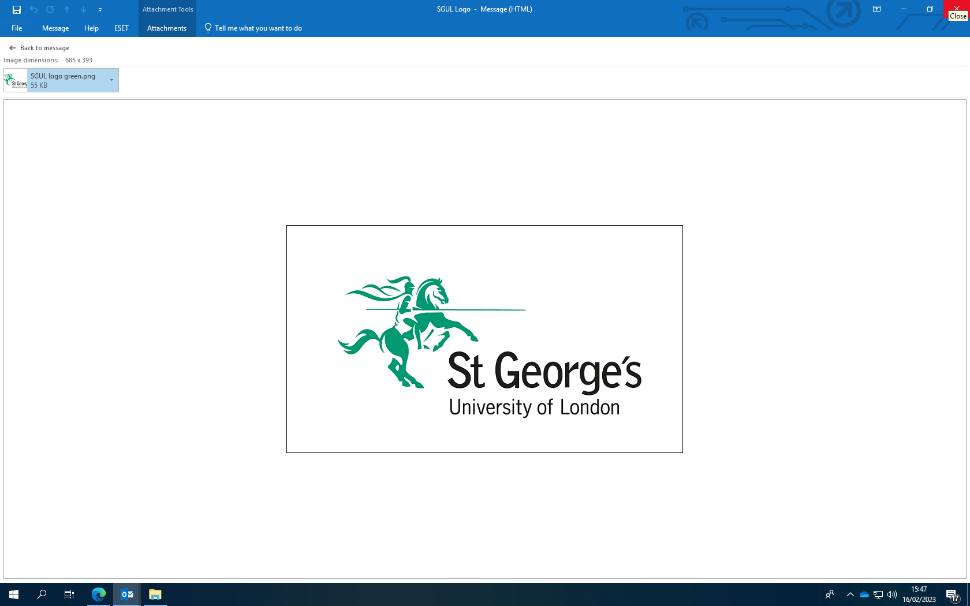 Attachment Tools
SGUL Logo - Message (HTML)
File
Message
Help
ESET
Attachments
Tell me what you want to do
Close
Back to message
Image dimensions: 685 x 393
SGUL logo green.png
55 KB
St George's
University of London
15:47
16/02/2023
17